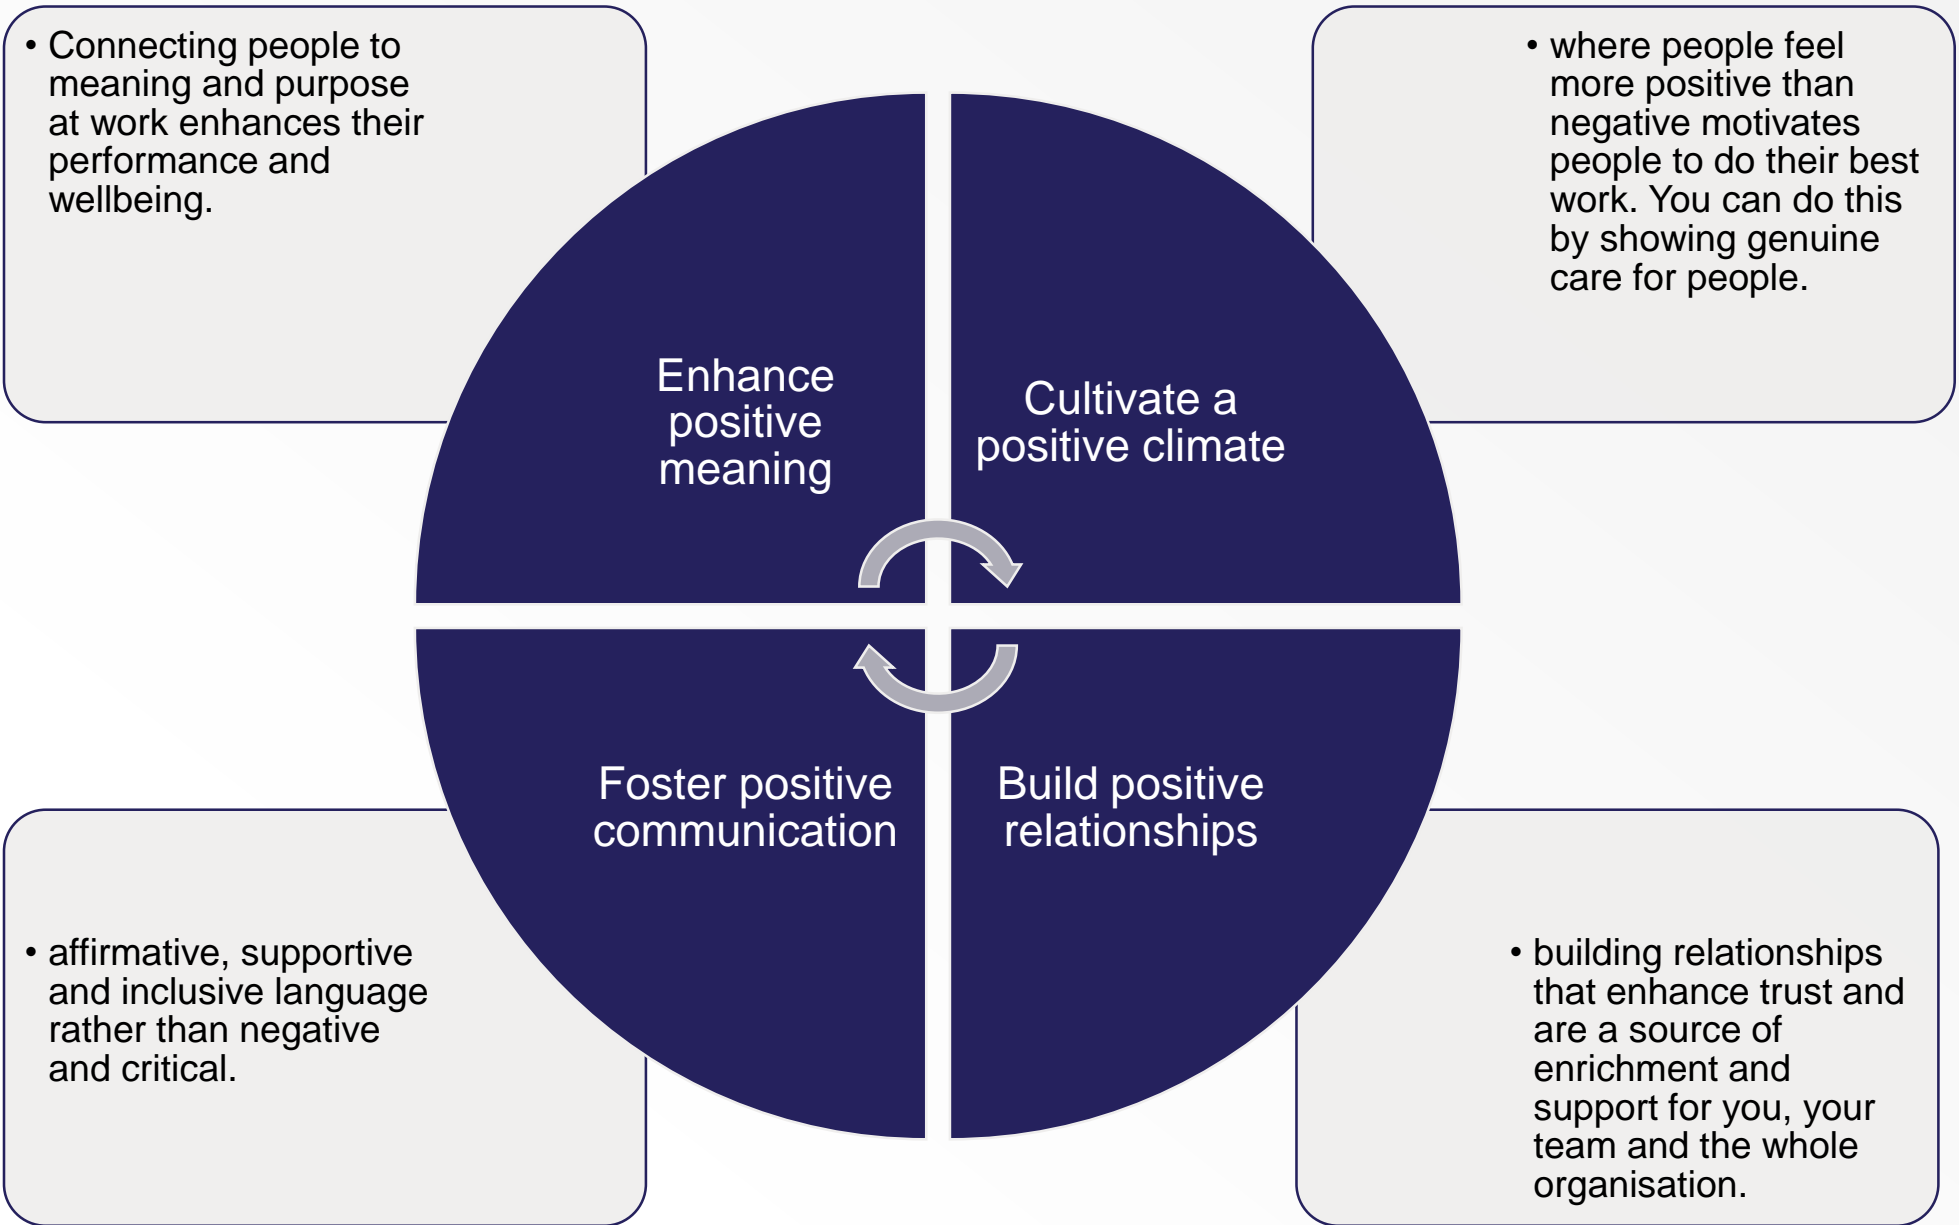 • Connecting people to
meaning and purpose
at work enhances their
performance and
wellbeing.
• where people feel
more positive than
negative motivates
people to do their best
work. You can do this
by showing genuine
care for people.
Enhance
positive
meaning
Cultivate a
positive climate
Foster positive
communication
Build positive
relationships
• affirmative, supportive
and inclusive language
rather than negative
and critical.
• building relationships
that enhance trust and
are a source of
enrichment and
support for you, your
team and the whole
organisation.